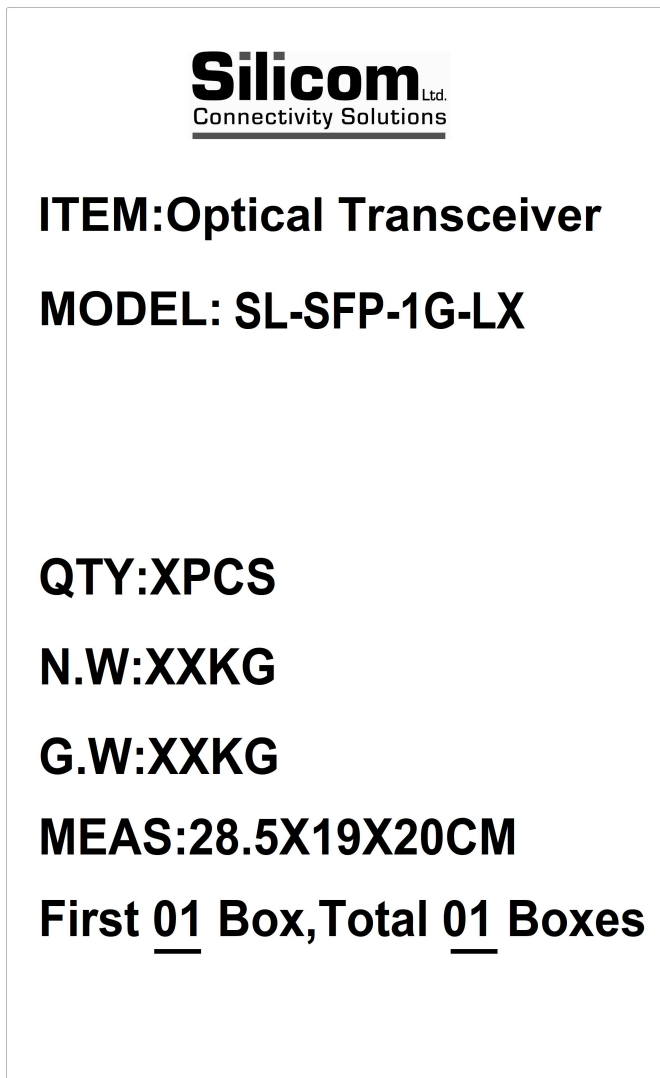 Silicom Ltd.
Connectivity Solutions
ITEM:Optical Transceiver
MODEL: SL-SFP-1G-LX
QTY:XPCS
N.W:XXKG
G.W:XXKG
MEAS:28.5X19X20CM
First 01 Box,Total 01 Boxes